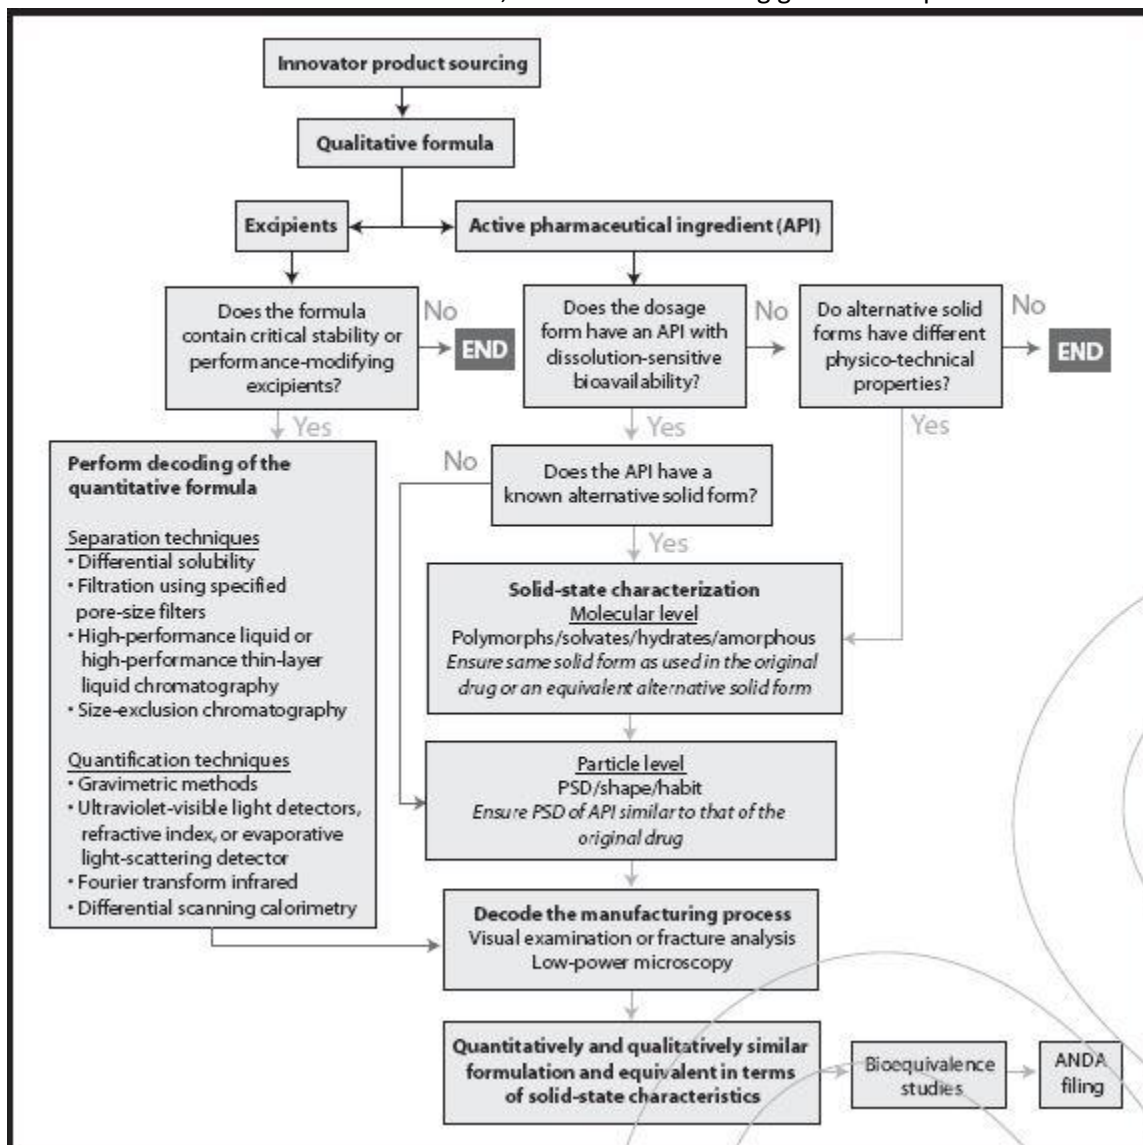 Innovator product sourcing
Qualitative formula
Excipients
Active pharmaceutical ingredient (API)
Does the formula
contain critical stability or
performance-modifying
excipients?
No
END
Does the dosage
form have an API with
dissolution-sensitive
bioavailability?
No
Do alternative solid
forms have different
physico-technical
properties?
No
END
Yes
Yes
Yes
Perform decoding of the
quantitative formula
Separation techniques
• Differential solubility
• Filtration using specified
pore-size filters
• High-performance liquid or
high-performance thin-layer
liquid chromatography
• Size-exclusion chromatography
Quantification techniques
• Gravimetric methods
• Ultraviolet-visible light detectors,
refractive index, or evaporative
light-scattering detector
• Fourier transform infrared
• Differential scanning calorimetry
No
Does the API have a
known alternative solid form?
Yes
Solid-state characterization
Molecular level
Polymorphs/solvates/hydrates/amorphous
Ensure same solid form as used in the original
drug or an equivalent alternative solid form
Particle level
PSD/shape/habit
Ensure PSD of API similar to that of the
original drug
Decode the manufacturing process
Visual examination or fracture analysis
Low-power microscopy
Quantitatively and qualitatively similar
formulation and equivalent in terms
of solid-state characteristics
Bioequivalence
studies
ANDA
filing